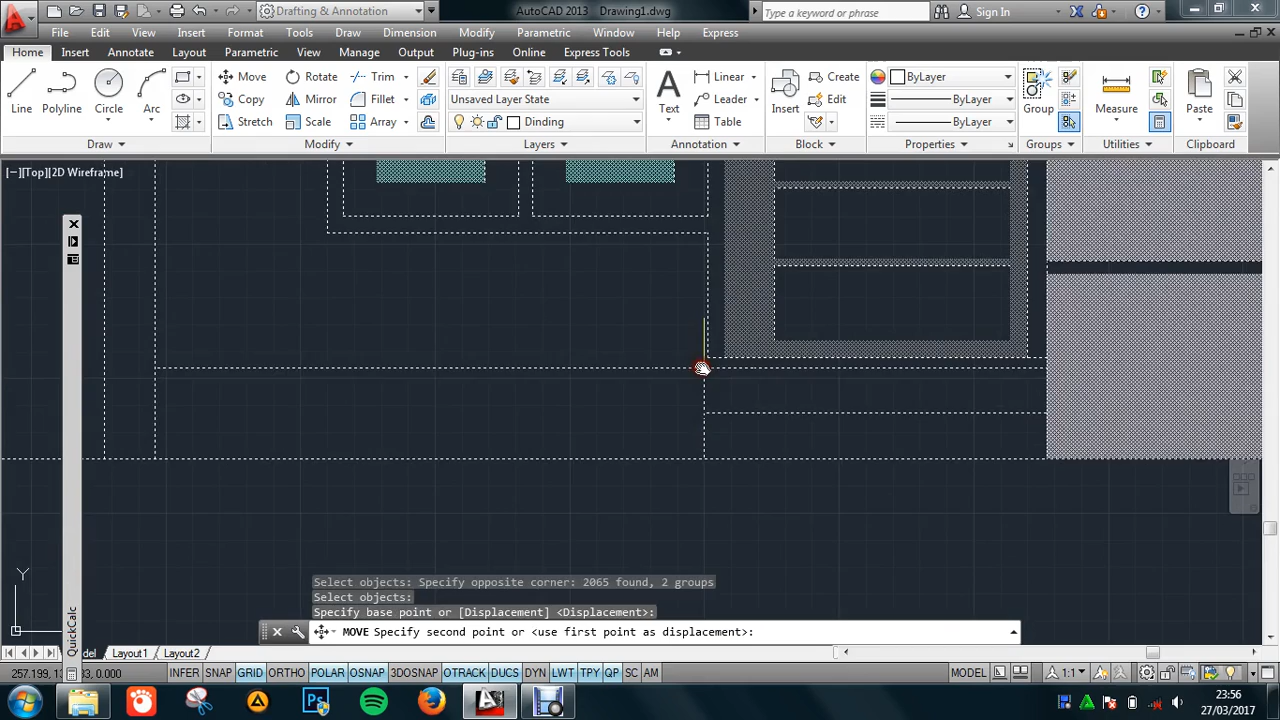 Drafting & Annotation
AutoCAD 2013 Drawing1.dwg
Type a keyword or phrase
Sign In
File Edit View Insert Format Tools Draw Dimension Modify Parametric Window Help Express
Home Insert Annotation Layout Parametric View Manage Output Plug-ins Online Express Tools
Line Polyline Circle Arc
Move Rotate Trim
Copy Mirror Fillet
Stretch Scale Array
Unsaved Layer State
Dinding
Text
Linear
Leader
Table
Insert
Create
Edit
ByLayer
ByLayer
ByLayer
Group
Measure
Paste
Draw Modify Layers Annotation Block Properties Groups Utilities Clipboard
[−][Top][2D Wireframe]
QuickCalc
Y
Select objects: Specify opposite corner: 2065 found, 2 groups
Select objects:
Specify base point or [Displacement] <Displacement>:
MOVE Specify second point or <use first point as displacement>:
Layout1 Layout2
INFER SNAP GRID ORTHO POLAR OSNAP 3DOSNAP OTRACK DUCS DYN LWT TPY QP SC AM
MODEL
1:1
Ps
23:56
27/03/2017